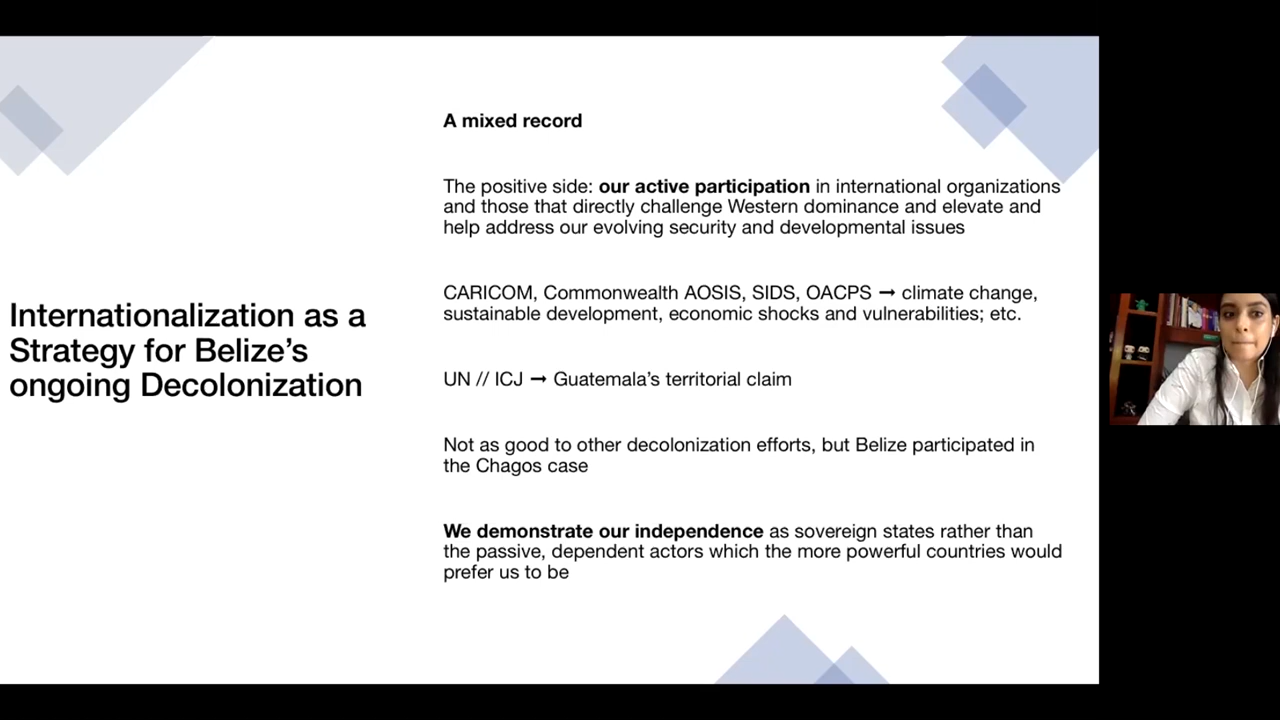 Internationalization as a
Strategy for Belize’s
ongoing Decolonization
A mixed record
The positive side: our active participation in international organizations
and those that directly challenge Western dominance and elevate and
help address our evolving security and developmental issues
CARICOM, Commonwealth AOSIS, SIDS, OACPS → climate change,
sustainable development, economic shocks and vulnerabilities; etc.
UN // ICJ → Guatemala’s territorial claim
Not as good to other decolonization efforts, but Belize participated in
the Chagos case
We demonstrate our independence as sovereign states rather than
the passive, dependent actors which the more powerful countries would
prefer us to be